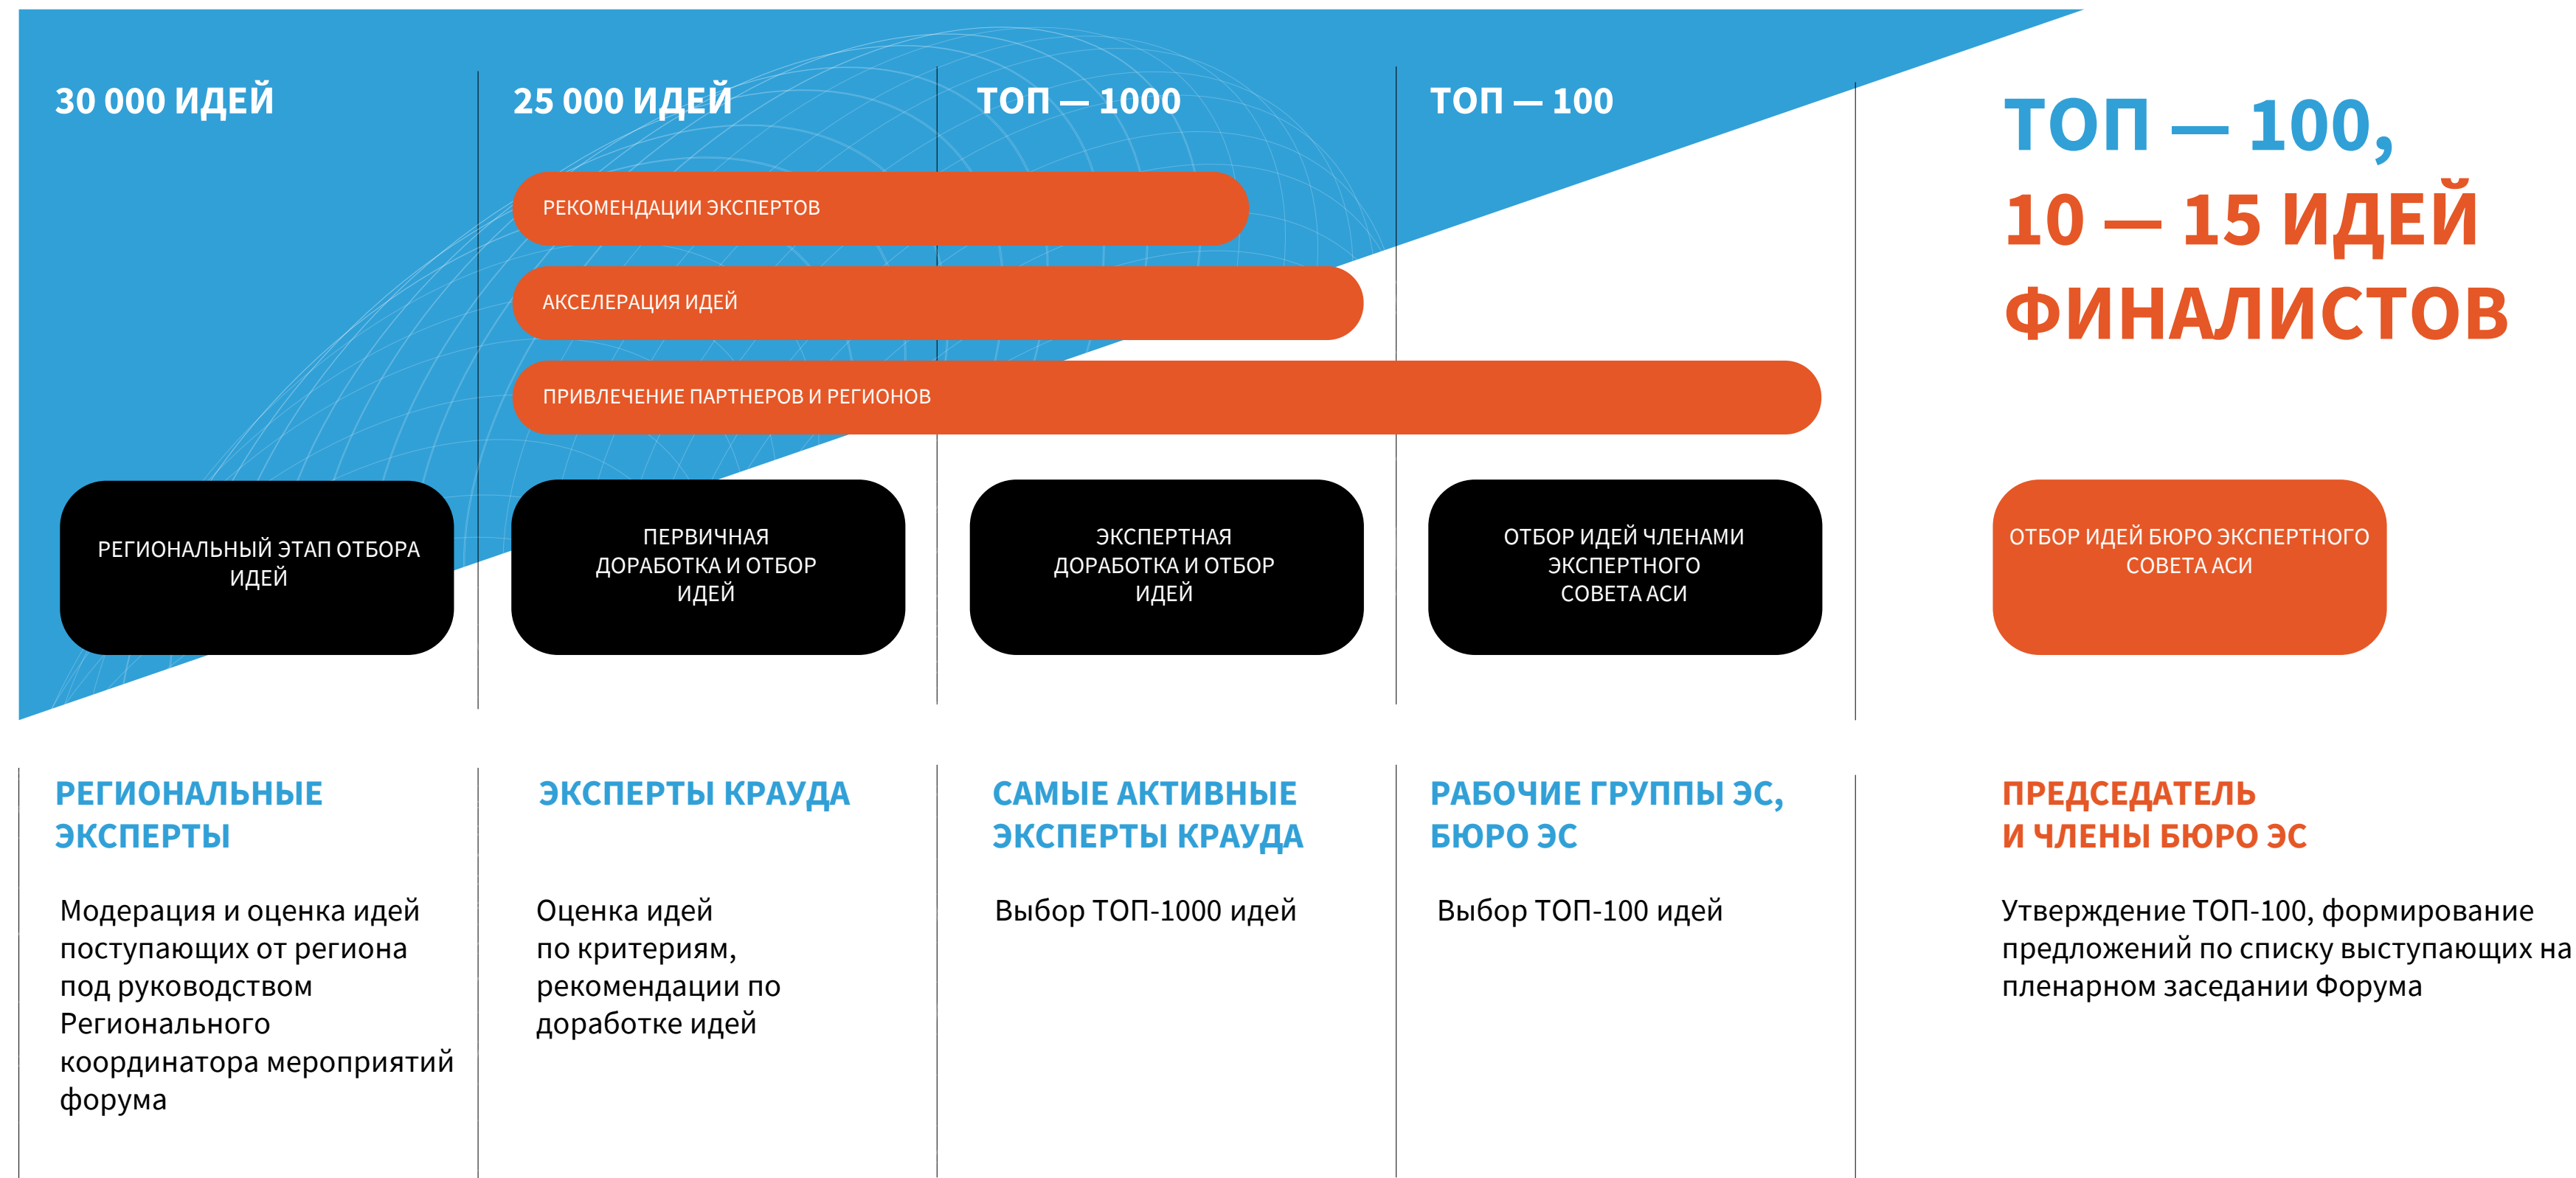 30 000 ИДЕЙ
25 000 ИДЕЙ
ТОП — 1000
ТОП — 100
ТОП — 100,
10 — 15 ИДЕЙ
ФИНАЛИСТОВ
РЕКОМЕНДАЦИИ ЭКСПЕРТОВ
АКСЕЛЕРАЦИЯ ИДЕЙ
ПРИВЛЕЧЕНИЕ ПАРТНЕРОВ И РЕГИОНОВ
РЕГИОНАЛЬНЫЙ ЭТАП ОТБОРА
ИДЕЙ
ПЕРВИЧНАЯ
ДОРАБОТКА И ОТБОР
ИДЕЙ
ЭКСПЕРТНАЯ
ДОРАБОТКА И ОТБОР
ИДЕЙ
ОТБОР ИДЕЙ ЧЛЕНАМИ
ЭКСПЕРТНОГО
СОВЕТА АСИ
ОТБОР ИДЕЙ БЮРО ЭКСПЕРТНОГО
СОВЕТА АСИ
РЕГИОНАЛЬНЫЕ
ЭКСПЕРТЫ
Модерация и оценка идей
поступающих от региона
под руководством
Регионального
координатора мероприятий
форума
ЭКСПЕРТЫ КРАУДА
Оценка идей
по критериям,
рекомендации по
доработке идей
САМЫЕ АКТИВНЫЕ
ЭКСПЕРТЫ КРАУДА
Выбор ТОП-1000 идей
РАБОЧИЕ ГРУППЫ ЭС,
БЮРО ЭС
Выбор ТОП-100 идей
ПРЕДСЕДАТЕЛЬ
И ЧЛЕНЫ БЮРО ЭС
Утверждение ТОП-100, формирование
предложений по списку выступающих на
пленарном заседании Форума